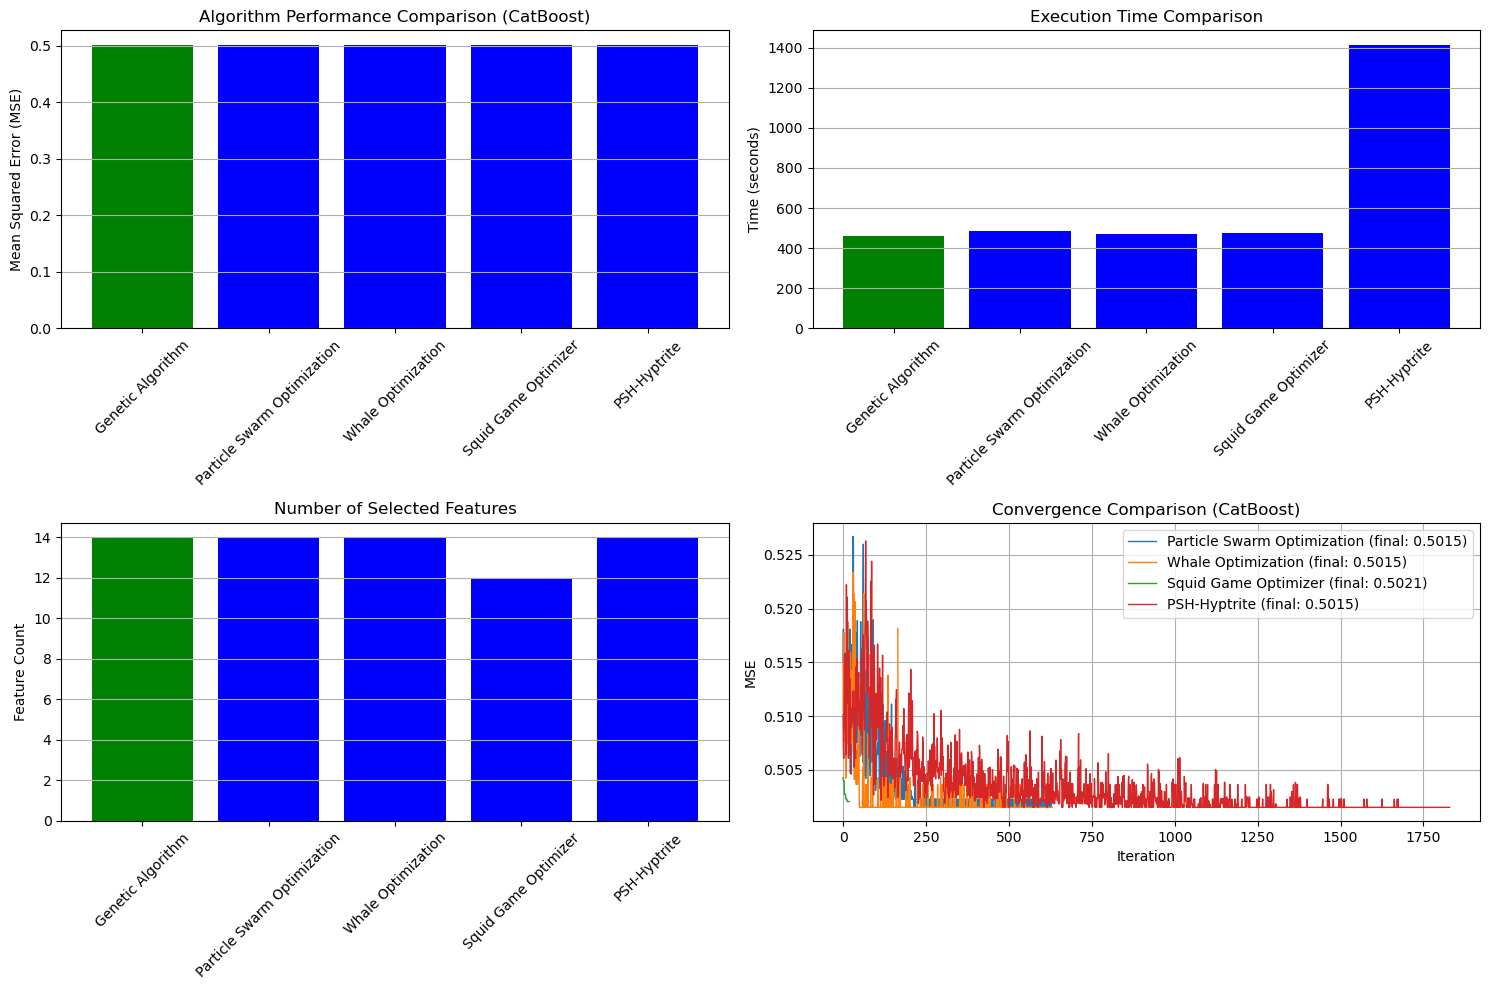 Algorithm Performance Comparison (CatBoost)
Mean Squared Error (MSE)
0.5
0.4
0.3
0.2
0.1
0.0
Genetic Algorithm
Particle Swarm Optimization
Whale Optimization
Squid Game Optimizer
PSH-Hyptrite
Execution Time Comparison
Time (seconds)
1400
1200
1000
800
600
400
200
0
Genetic Algorithm
Particle Swarm Optimization
Whale Optimization
Squid Game Optimizer
PSH-Hyptrite
Number of Selected Features
Feature Count
14
12
10
8
6
4
2
0
Genetic Algorithm
Particle Swarm Optimization
Whale Optimization
Squid Game Optimizer
PSH-Hyptrite
Convergence Comparison (CatBoost)
Particle Swarm Optimization (final: 0.5015)
Whale Optimization (final: 0.5015)
Squid Game Optimizer (final: 0.5021)
PSH-Hyptrite (final: 0.5015)
MSE
0.525
0.520
0.515
0.510
0.505
0 250 500 750 1000 1250 1500 1750
Iteration